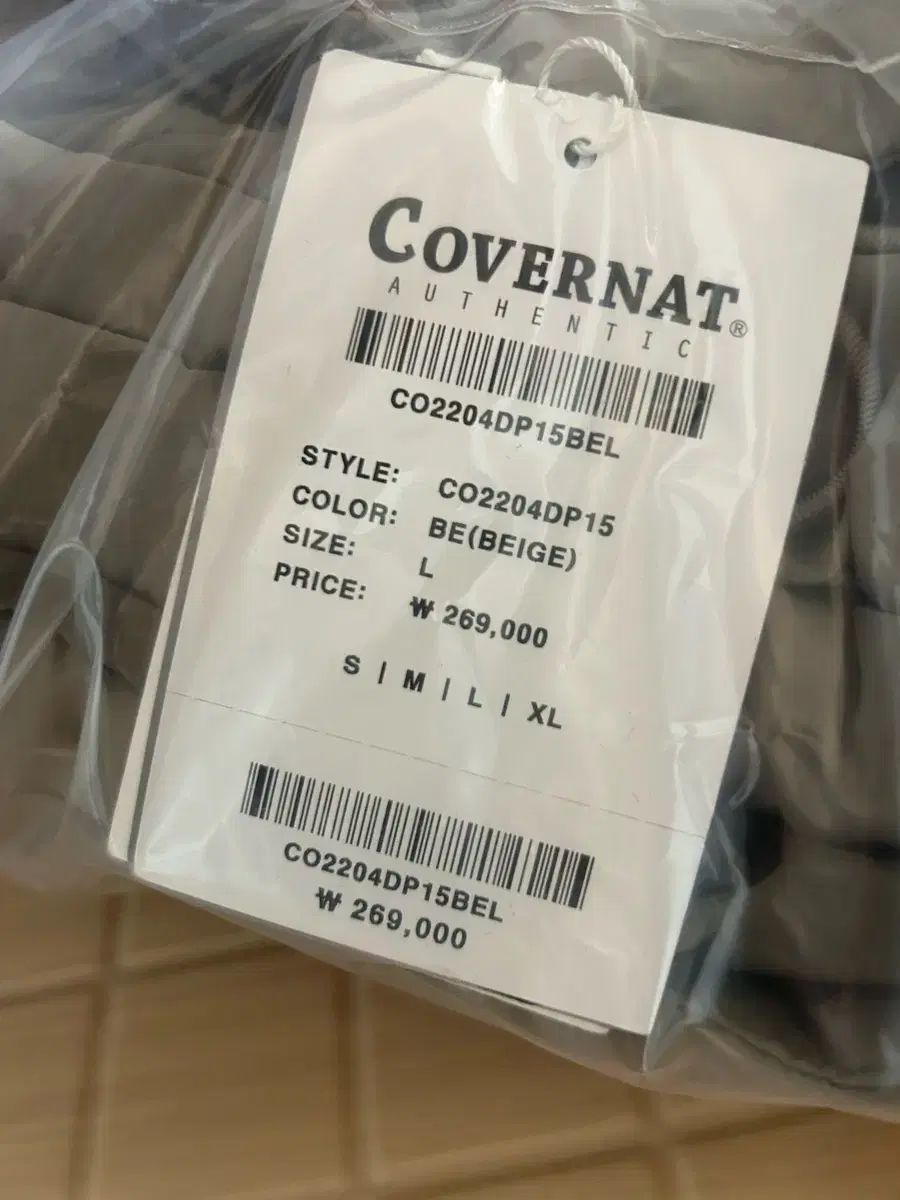 COVERNAT®
AUTHENTIC
CO2204DP15BEL
STYLE: CO2204DP15
COLOR: BE(BEIGE)
SIZE: L
PRICE: ₩ 269,000
S | M | L | XL
CO2204DP15BEL
₩ 269,000